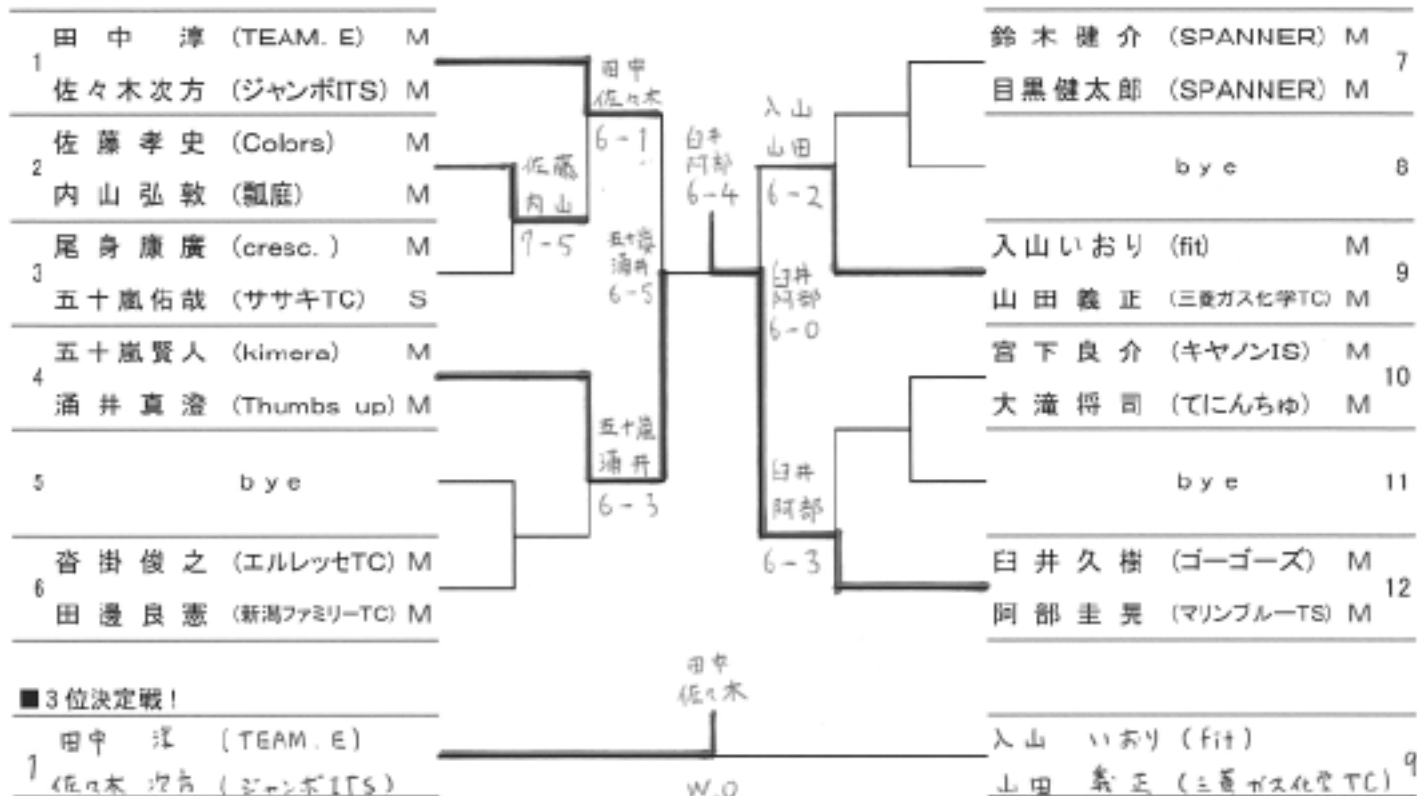 1
田中 淳 (TEAM. E) M
佐々木次方 (ジャンボITS) M
2
佐藤孝史 (Colors) M
内山弘敦 (瓢庭) M
3
尾身康廣 (cresc. ) M
五十嵐佑哉 (ササキTC) S
4
五十嵐賢人 (kimera) M
涌井真澄 (Thumbs up) M
5
bye
6
沓掛俊之 (エルレッセTC) M
田邊良憲 (新潟ファミリーTC) M
田中
佐々木
6-1
佐藤
内山
7-5
五十嵐
涌井
6-5
五十嵐
涌井
6-3
臼井
阿部
6-4
入山
山田
6-2
臼井
阿部
6-0
臼井
阿部
6-3
鈴木健介 (SPANNER) M
目黒健太郎 (SPANNER) M
7
bye
8
入山いおり (fit) M
山田義正 (三菱ガス化学TC) M
9
宮下良介 (キヤノンIS) M
大滝将司 (てにんちゅ) M
10
bye
11
臼井久樹 (ゴーゴーズ) M
阿部圭晃 (マリンブルーTS) M
12
■3位決定戦!
1
田中 淳 (TEAM. E)
佐々木 次方 (ジャンボITS)
田中
佐々木
W.O
入山 いおり (fit)
山田 義正 (三菱ガス化学TC)
9